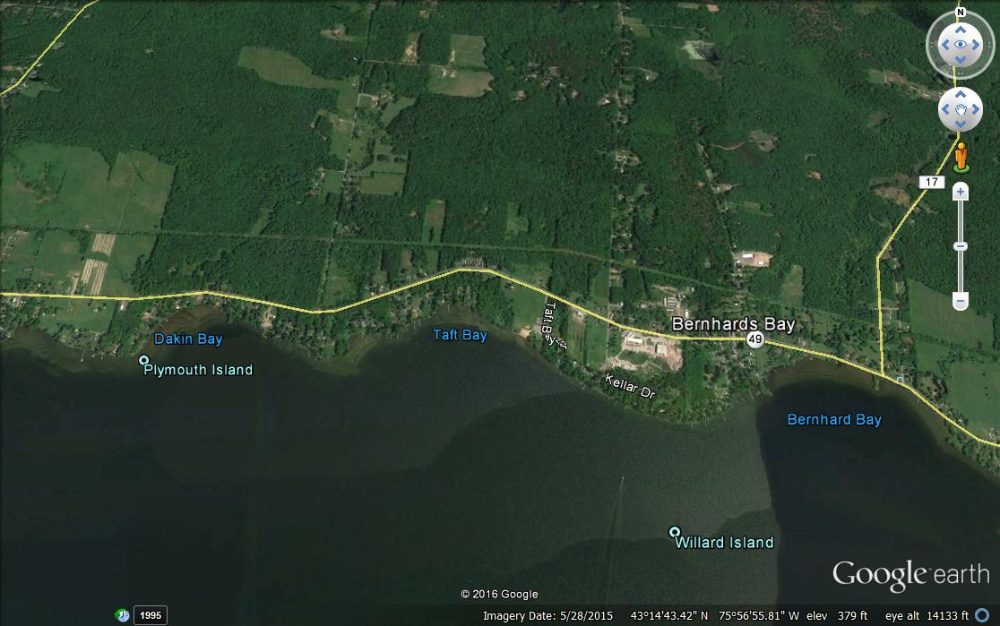 N
17
Taft Bay
Bernhards Bay
Dakin Bay
Taft Bay
49
Plymouth Island
Kellar Dr
Bernhard Bay
Willard Island
Google earth
© 2016 Google
1995
Imagery Date: 5/28/2015 43°14'43.42" N 75°56'55.81" W elev 379 ft eye alt 14133 ft